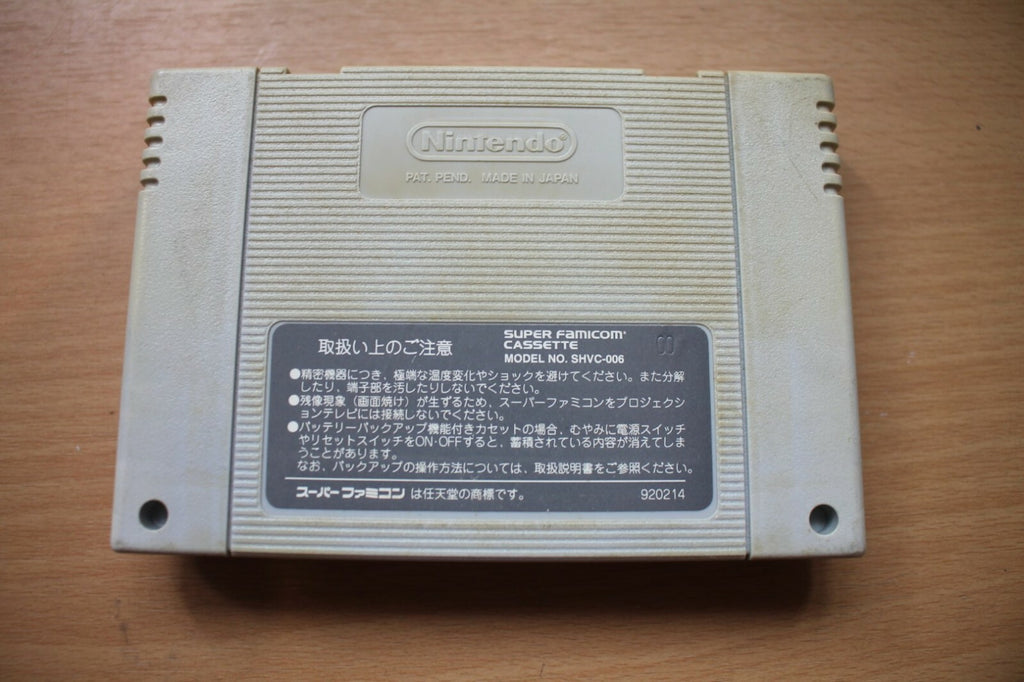 Nintendo®
PAT. PEND. MADE IN JAPAN
取扱い上のご注意
SUPER FAMICOM
CASSETTE
MODEL NO. SHVC-006
●精密機器につき、極端な温度変化やショックを避けてください。また分解
したり、端子部を汚したりしないでください。
●残像現象（画面焼け）が生ずるため、スーパーファミコンをプロジェクシ
ョンテレビには接続しないでください。
●バッテリーバックアップ機能付きカセットの場合、むやみに電源スイッチ
やリセットスイッチをON・OFFすると、蓄積されている内容が消えてしま
うことがあります。
なお、バックアップの操作方法については、取扱説明書をご参照ください。
スーパーファミコン は任天堂の商標です。
920214